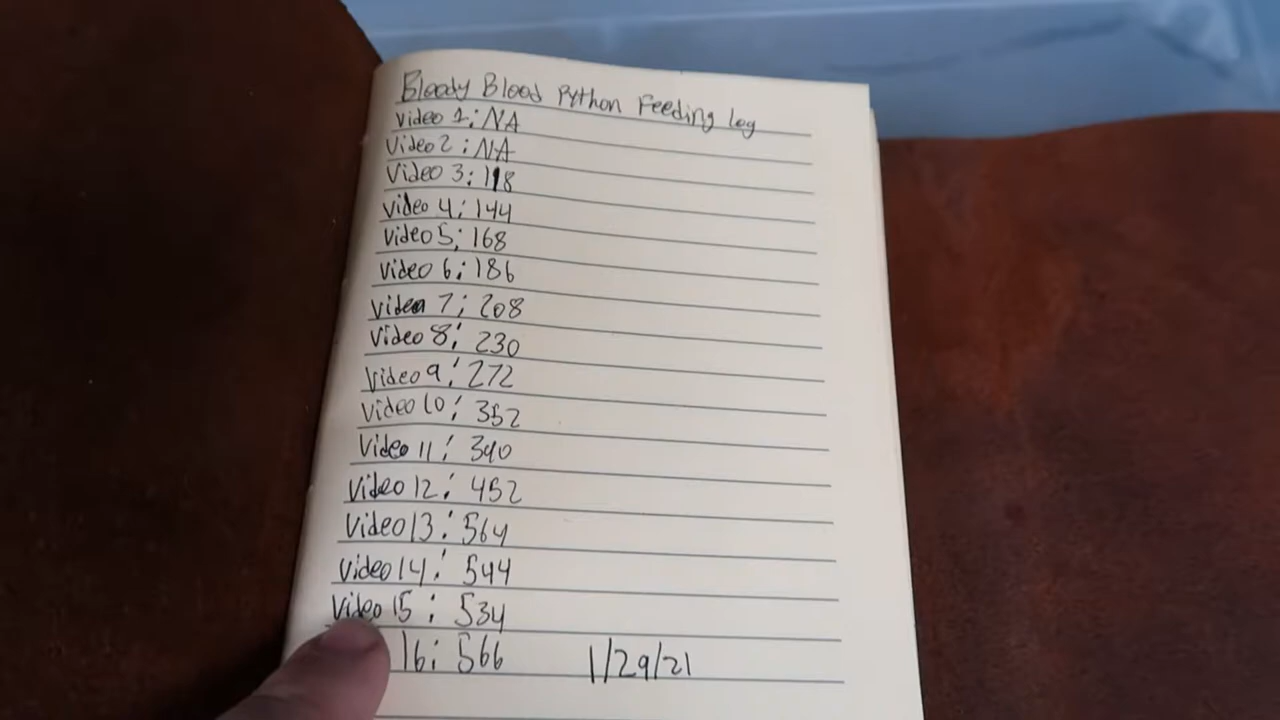 Bloody Blood Python Feeding Log
Video 1: NA
Video 2: NA
Video 3: 118
Video 4: 144
Video 5: 168
Video 6: 186
Video 7: 208
Video 8: 230
Video 9: 272
Video 10: 352
Video 11: 340
Video 12: 452
Video 13: 564
Video 14: 544
Video 15: 534
16: 566 1/29/21